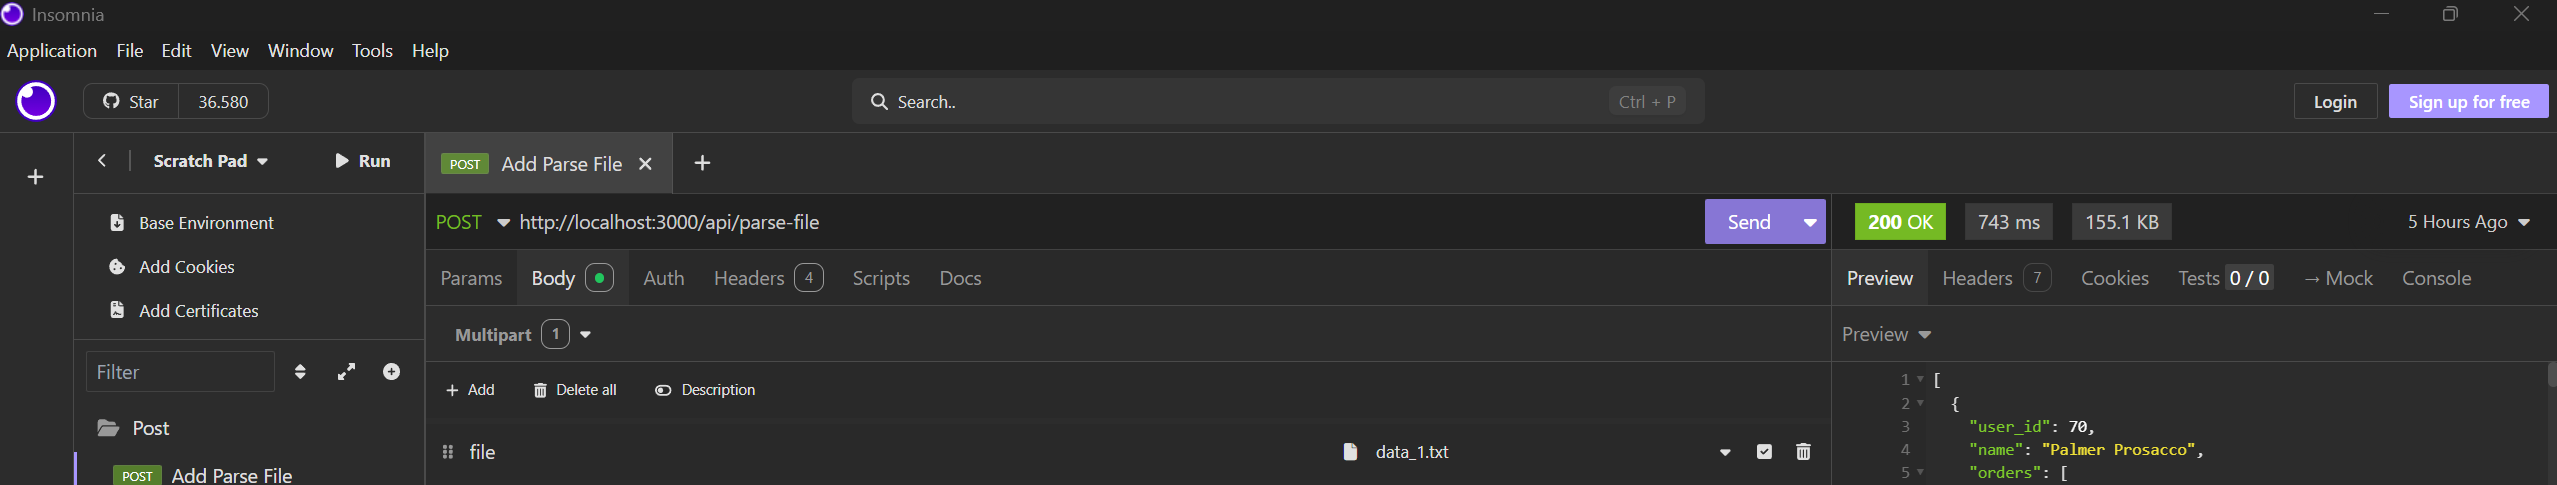 Insomnia
Application File Edit View Window Tools Help
Star 36.580 Search.. Ctrl + P Login Sign up for free
Scratch Pad Run
POST Add Parse File
Base Environment
Add Cookies
Add Certificates
Filter
Post
POST Add Parse File
POST http://localhost:3000/api/parse-file Send
Params Body Auth Headers 4 Scripts Docs
Multipart 1
Add Delete all Description
file data_1.txt
200 OK 743 ms 155.1 KB 5 Hours Ago
Preview Headers 7 Cookies Tests 0 / 0 → Mock Console
Preview
1 [
2 {
3 "user_id": 70,
4 "name": "Palmer Prosacco",
5 "orders": [